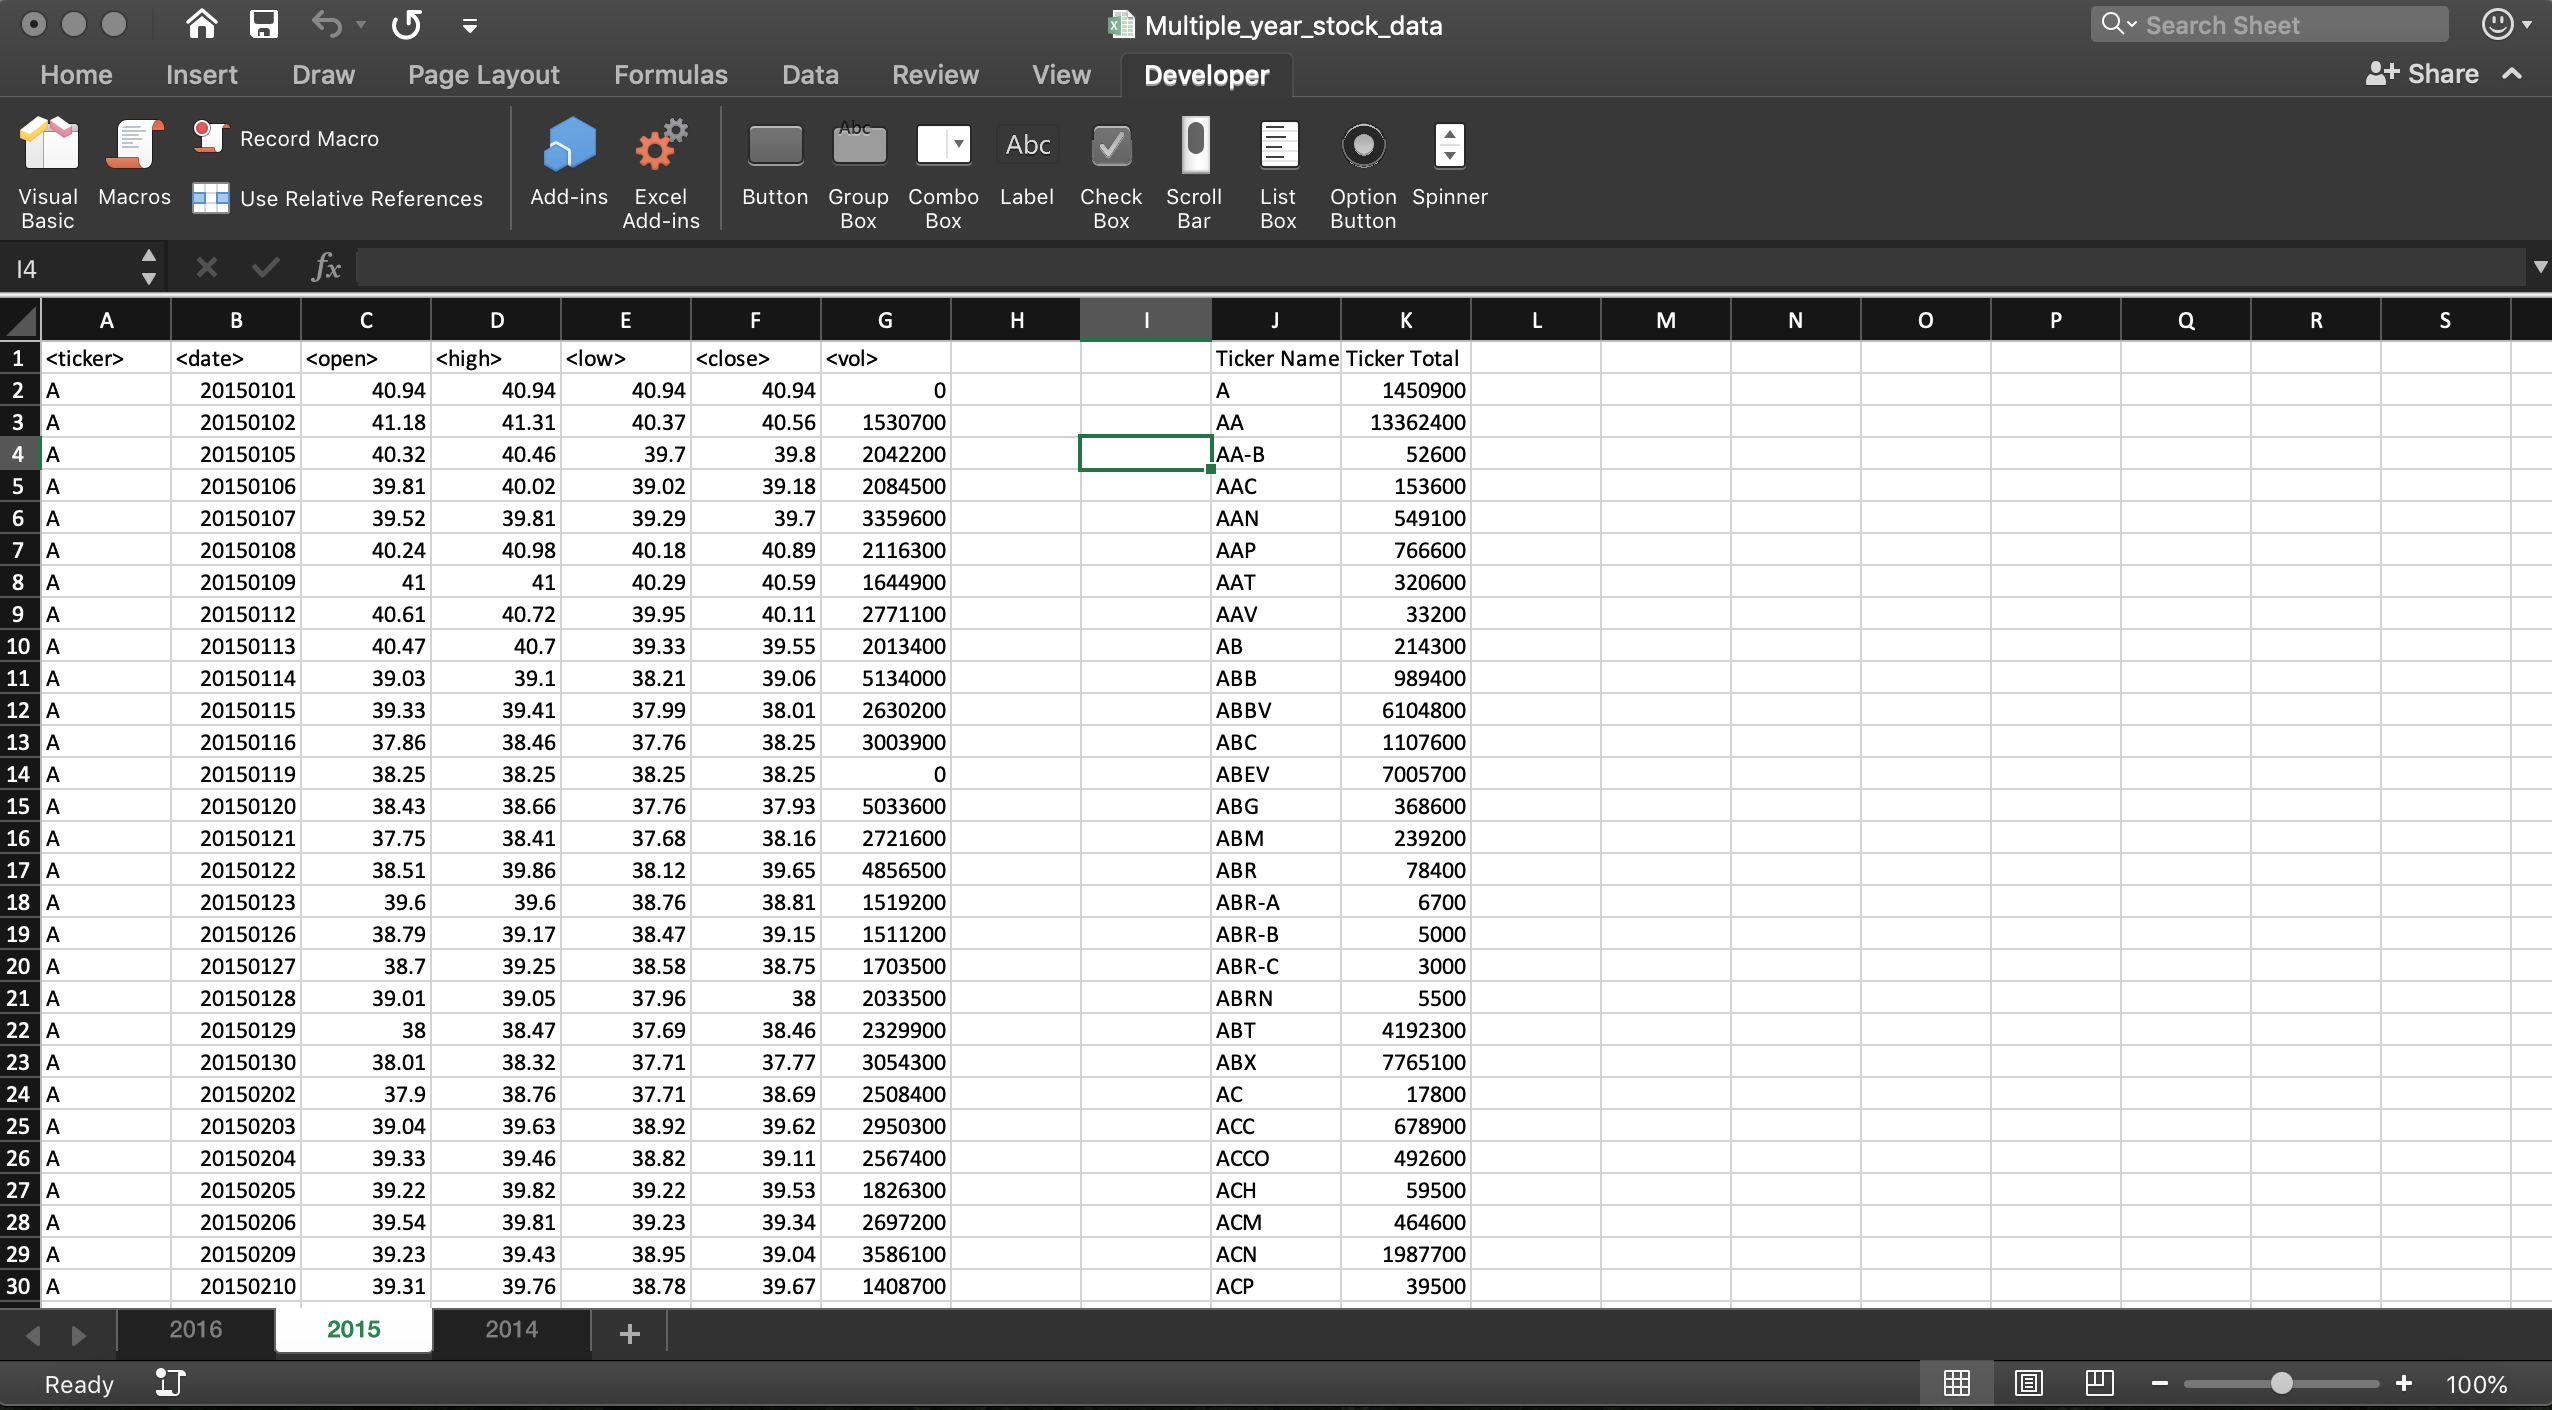 Multiple_year_stock_data
Search Sheet
Home Insert Draw Page Layout Formulas Data Review View Developer Share
Visual Basic Macros Record Macro Use Relative References Add-ins Excel Add-ins Abc Abc Button Group Box Combo Box Label Check Box Scroll Bar List Box Option Button Spinner
I4 fx
A B C D E F G H I J K L M N O P Q R S
1 <ticker> <date> <open> <high> <low> <close> <vol> Ticker Name Ticker Total
2 A 20150101 40.94 40.94 40.94 40.94 0 A 1450900
3 A 20150102 41.18 41.31 40.37 40.56 1530700 AA 13362400
4 A 20150105 40.32 40.46 39.7 39.8 2042200 AA-B 52600
5 A 20150106 39.81 40.02 39.02 39.18 2084500 AAC 153600
6 A 20150107 39.52 39.81 39.29 39.7 3359600 AAN 549100
7 A 20150108 40.24 40.98 40.18 40.89 2116300 AAP 766600
8 A 20150109 41 41 40.29 40.59 1644900 AAT 320600
9 A 20150112 40.61 40.72 39.95 40.11 2771100 AAV 33200
10 A 20150113 40.47 40.7 39.33 39.55 2013400 AB 214300
11 A 20150114 39.03 39.1 38.21 39.06 5134000 ABB 989400
12 A 20150115 39.33 39.41 37.99 38.01 2630200 ABBV 6104800
13 A 20150116 37.86 38.46 37.76 38.25 3003900 ABC 1107600
14 A 20150119 38.25 38.25 38.25 38.25 0 ABEV 7005700
15 A 20150120 38.43 38.66 37.76 37.93 5033600 ABG 368600
16 A 20150121 37.75 38.41 37.68 38.16 2721600 ABM 239200
17 A 20150122 38.51 39.86 38.12 39.65 4856500 ABR 78400
18 A 20150123 39.6 39.6 38.76 38.81 1519200 ABR-A 6700
19 A 20150126 38.79 39.17 38.47 39.15 1511200 ABR-B 5000
20 A 20150127 38.7 39.25 38.58 38.75 1703500 ABR-C 3000
21 A 20150128 39.01 39.05 37.96 38 2033500 ABRN 5500
22 A 20150129 38 38.47 37.69 38.46 2329900 ABT 4192300
23 A 20150130 38.01 38.32 37.71 37.77 3054300 ABX 7765100
24 A 20150202 37.9 38.76 37.71 38.69 2508400 AC 17800
25 A 20150203 39.04 39.63 38.92 39.62 2950300 ACC 678900
26 A 20150204 39.33 39.46 38.82 39.11 2567400 ACCO 492600
27 A 20150205 39.22 39.82 39.22 39.53 1826300 ACH 59500
28 A 20150206 39.54 39.81 39.23 39.34 2697200 ACM 464600
29 A 20150209 39.23 39.43 38.95 39.04 3586100 ACN 1987700
30 A 20150210 39.31 39.76 38.78 39.67 1408700 ACP 39500
2016 2015 2014 +
Ready 100%